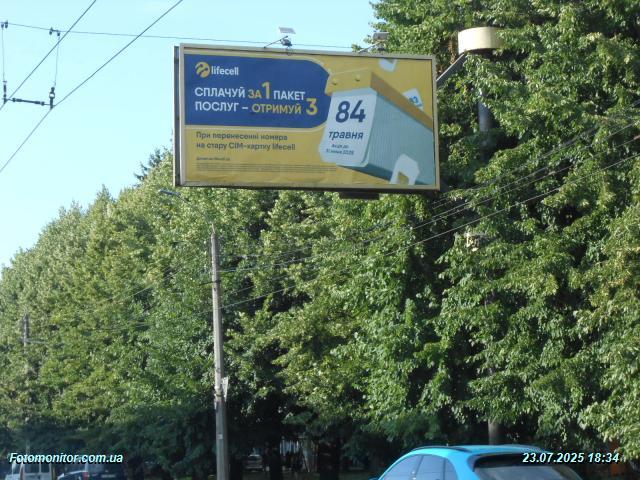 lifecell
СПЛАЧУЙ ЗА 1 ПАКЕТ
ПОСЛУГ – ОТРИМУЙ 3
84
травня
При перенесенні номера
на стару СІМ-картку lifecell
Fotomonitor.com.ua
23.07.2025 18:34